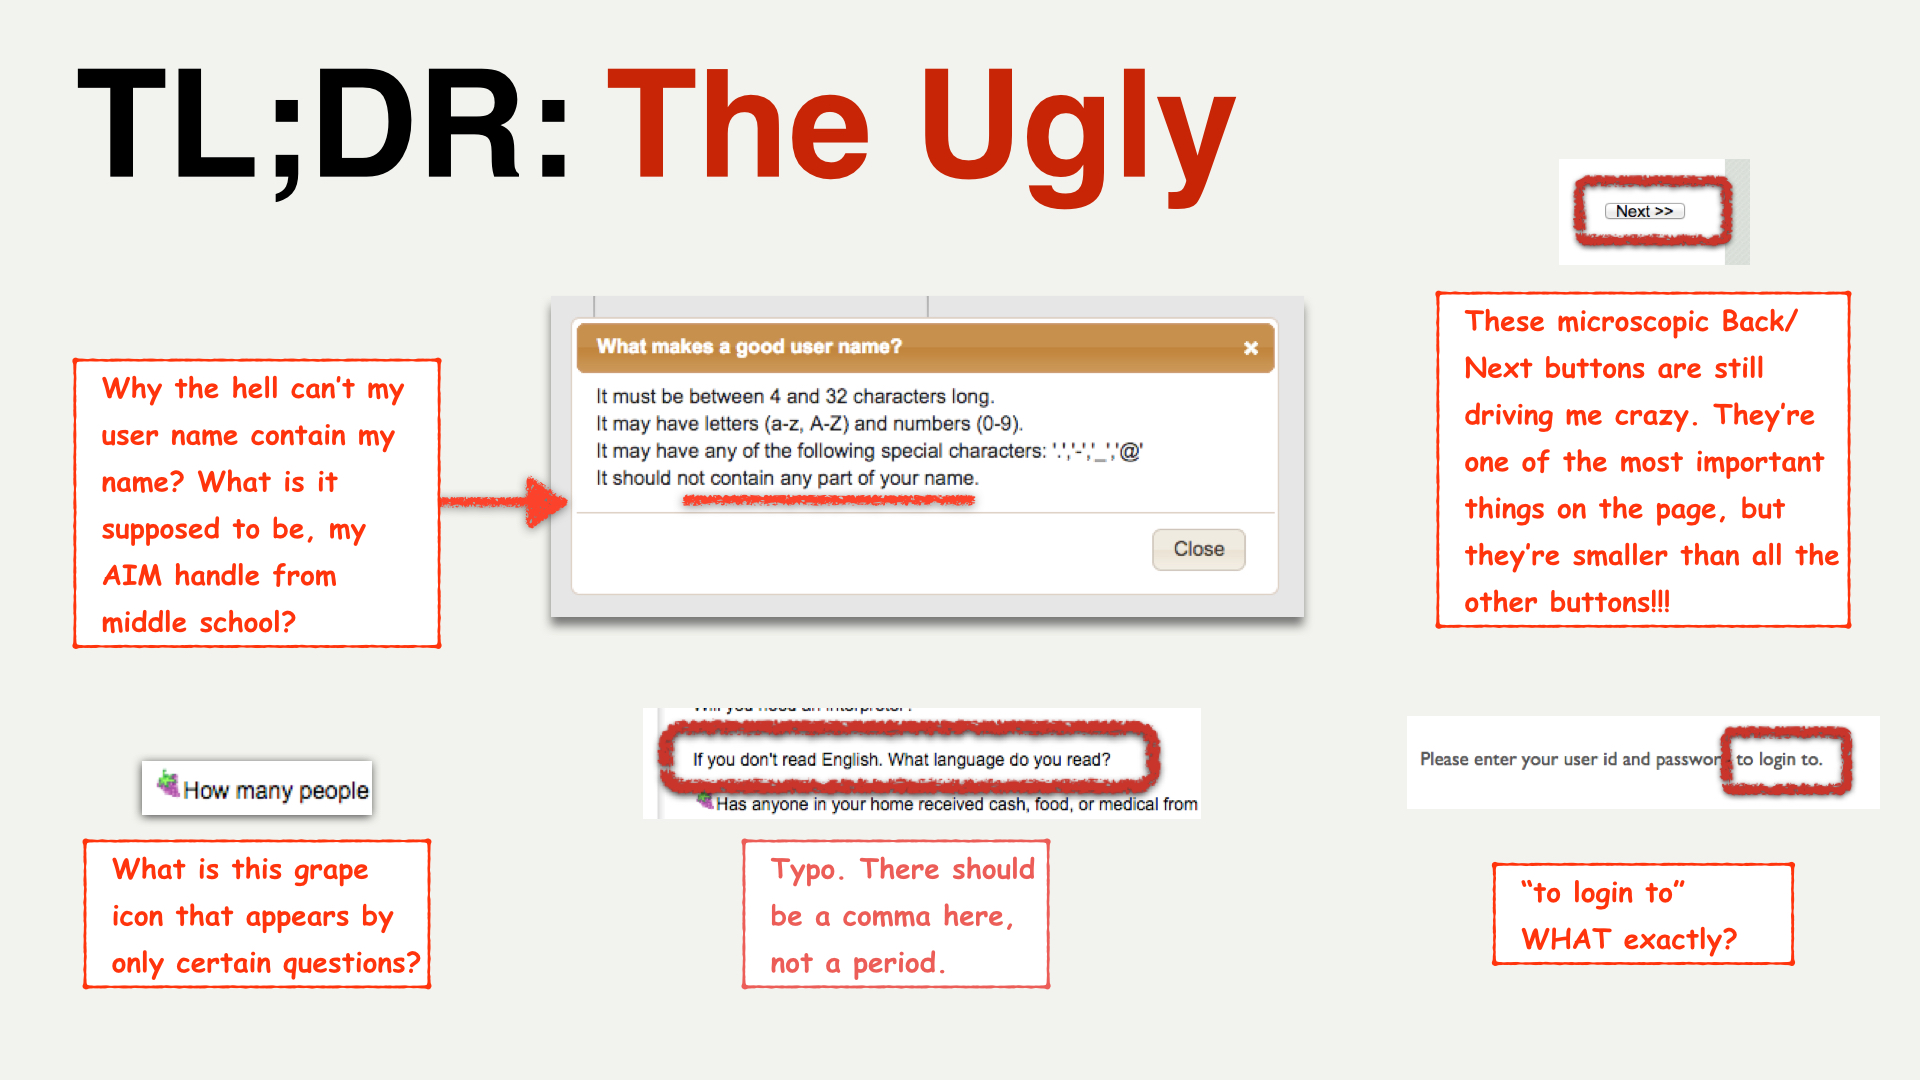 TL;DR: The Ugly
Next >>
These microscopic Back/
Next buttons are still
driving me crazy. They're
one of the most important
things on the page, but
they're smaller than all the
other buttons!!!
Why the hell can't my
user name contain my
name? What is it
supposed to be, my
AIM handle from
middle school?
What makes a good user name?
It must be between 4 and 32 characters long.
It may have letters (a-z, A-Z) and numbers (0-9).
It may have any of the following special characters: '.','-','_','@'
It should not contain any part of your name.
Close
How many people
What is this grape
icon that appears by
only certain questions?
Will you need an interpreter?
If you don't read English. What language do you read?
Has anyone in your home received cash, food, or medical from
Typo. There should
be a comma here,
not a period.
Please enter your user id and password to login to.
"to login to"
WHAT exactly?